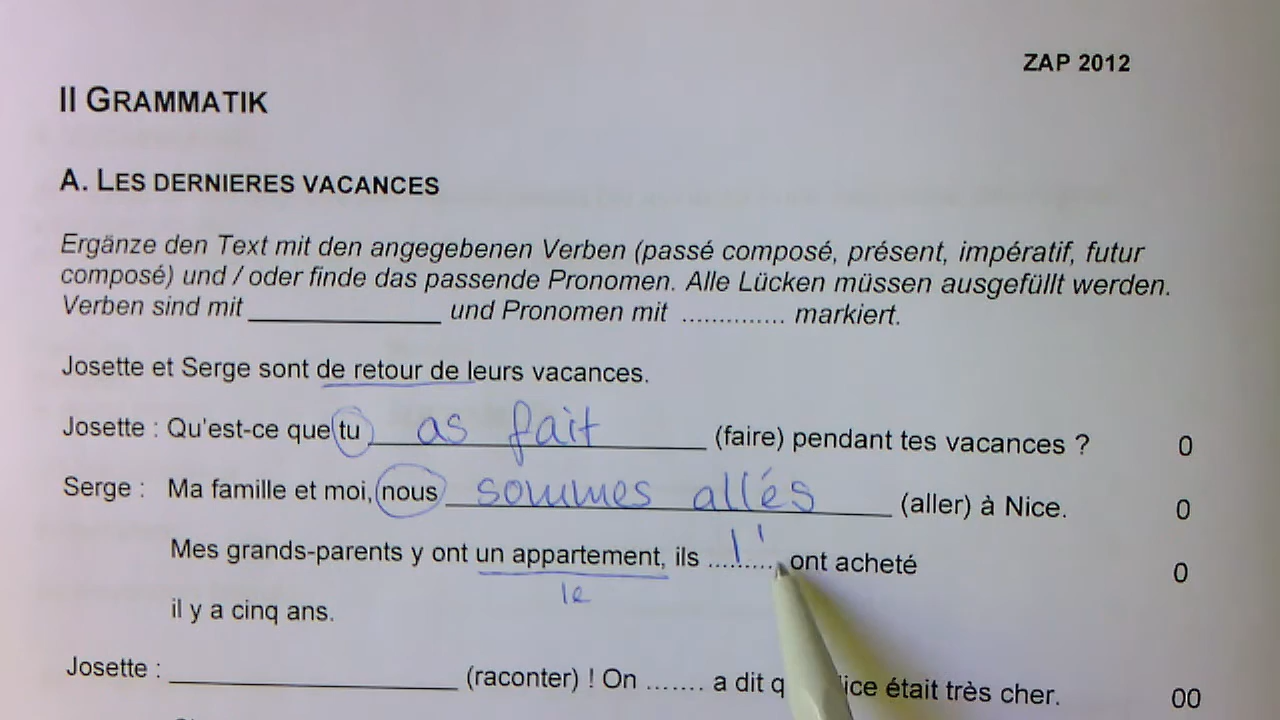 ZAP 2012
II GRAMMATIK
A. LES DERNIERES VACANCES
Ergänze den Text mit den angegebenen Verben (passé composé, présent, impératif, futur
composé) und / oder finde das passende Pronomen. Alle Lücken müssen ausgefüllt werden.
Verben sind mit ____________ und Pronomen mit .............. markiert.
Josette et Serge sont de retour de leurs vacances.
Josette : Qu'est-ce que tu as fait (faire) pendant tes vacances ? 0
Serge : Ma famille et moi, nous sommes allés (aller) à Nice. 0
Mes grands-parents y ont un appartement, ils l' ont acheté 0
le
il y a cinq ans.
Josette : ____________ (raconter) ! On ....... a dit q ice était très cher. 00